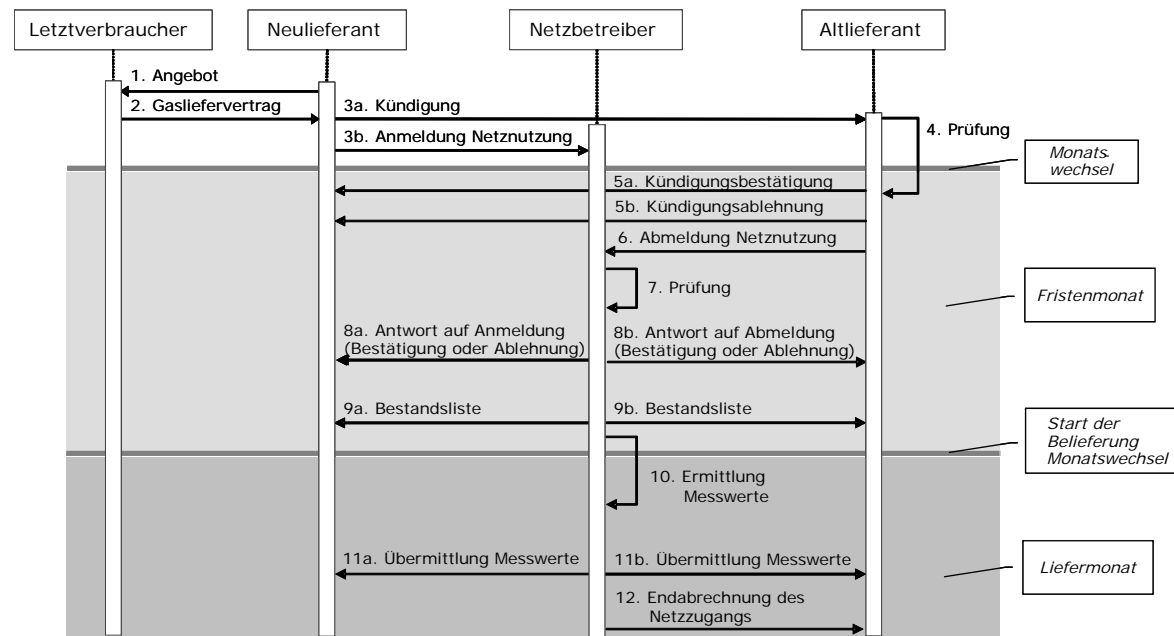 Letztverbraucher
Neulieferant
Netzbetreiber
Altlieferant
1. Angebot
2. Gasliefervertrag
3a. Kündigung
4. Prüfung
3b. Anmeldung Netznutzung
Monats-
wechsel
5a. Kündigungsbestätigung
5b. Kündigungsablehnung
6. Abmeldung Netznutzung
7. Prüfung
Fristenmonat
8a. Antwort auf Anmeldung
(Bestätigung oder Ablehnung)
8b. Antwort auf Abmeldung
(Bestätigung oder Ablehnung)
9a. Bestandsliste
9b. Bestandsliste
Start der
Belieferung
Monatswechsel
10. Ermittlung
Messwerte
11a. Übermittlung Messwerte
11b. Übermittlung Messwerte
Liefermonat
12. Endabrechnung des
Netzzugangs